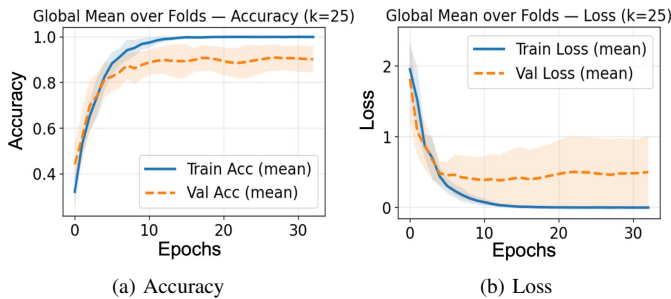 Global Mean over Folds — Accuracy (k=25)
1.0
0.8
0.6
0.4
Accuracy
Train Acc (mean)
Val Acc (mean)
0 10 20 30
Epochs
(a) Accuracy
Global Mean over Folds — Loss (k=25)
2
1
0
Loss
Train Loss (mean)
Val Loss (mean)
0 10 20 30
Epochs
(b) Loss